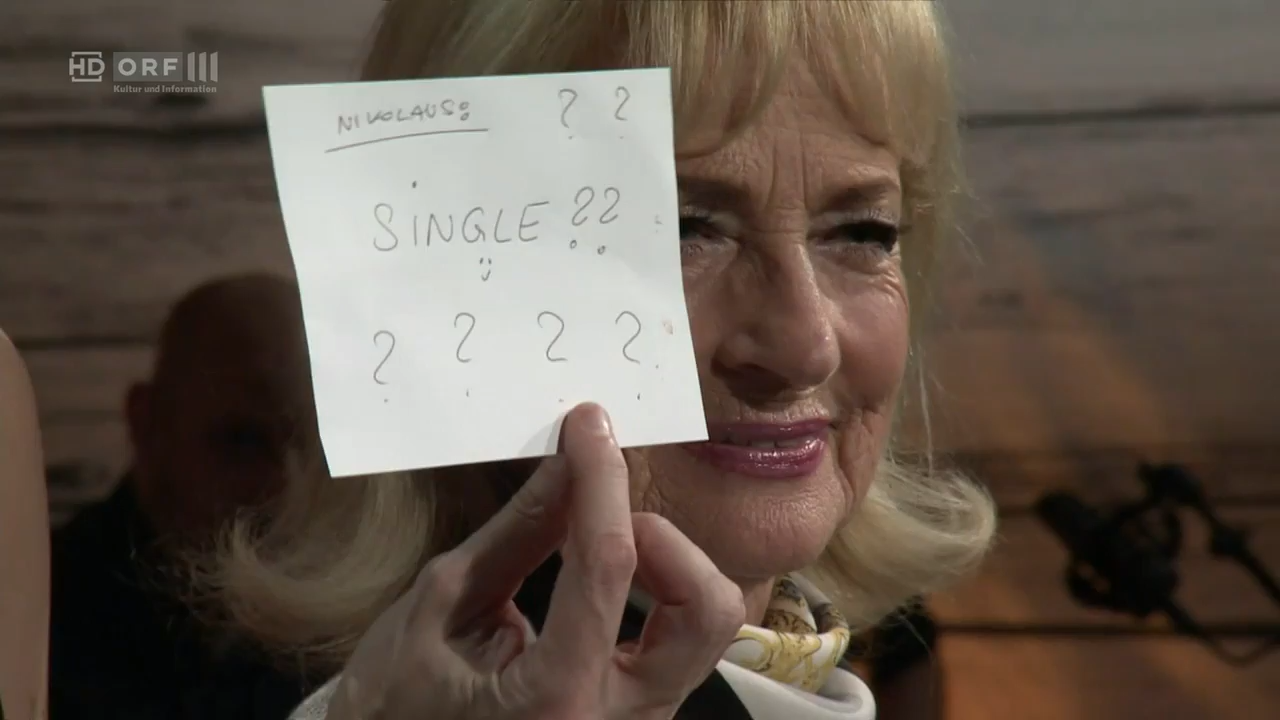 HD ORF III
Kultur und Information
NIKOLAUS: ? ?
SiNGLE ??
? ? ? ?